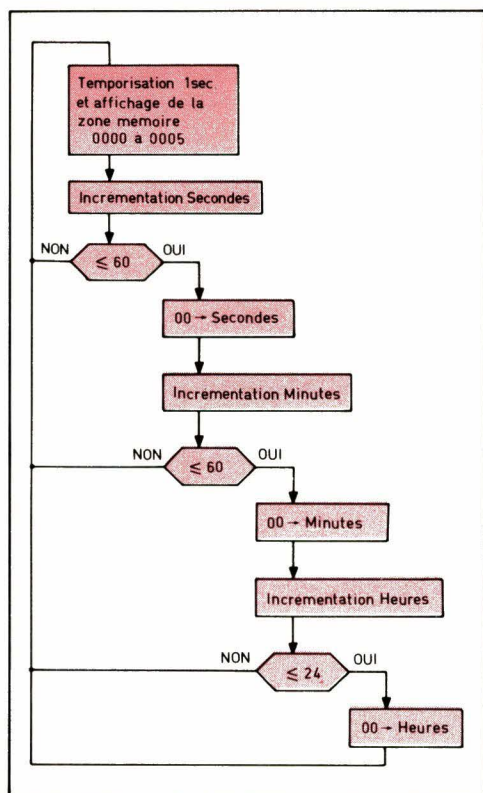 Temporisation 1sec.
et affichage de la
zone memoire
0000 a 0005
Incrementation Secondes
NON
OUI
≤ 60
00→ Secondes
Incrementation Minutes
NON
OUI
≤ 60
00→ Minutes
Incrementation Heures
NON
OUI
≤ 24
00→ Heures